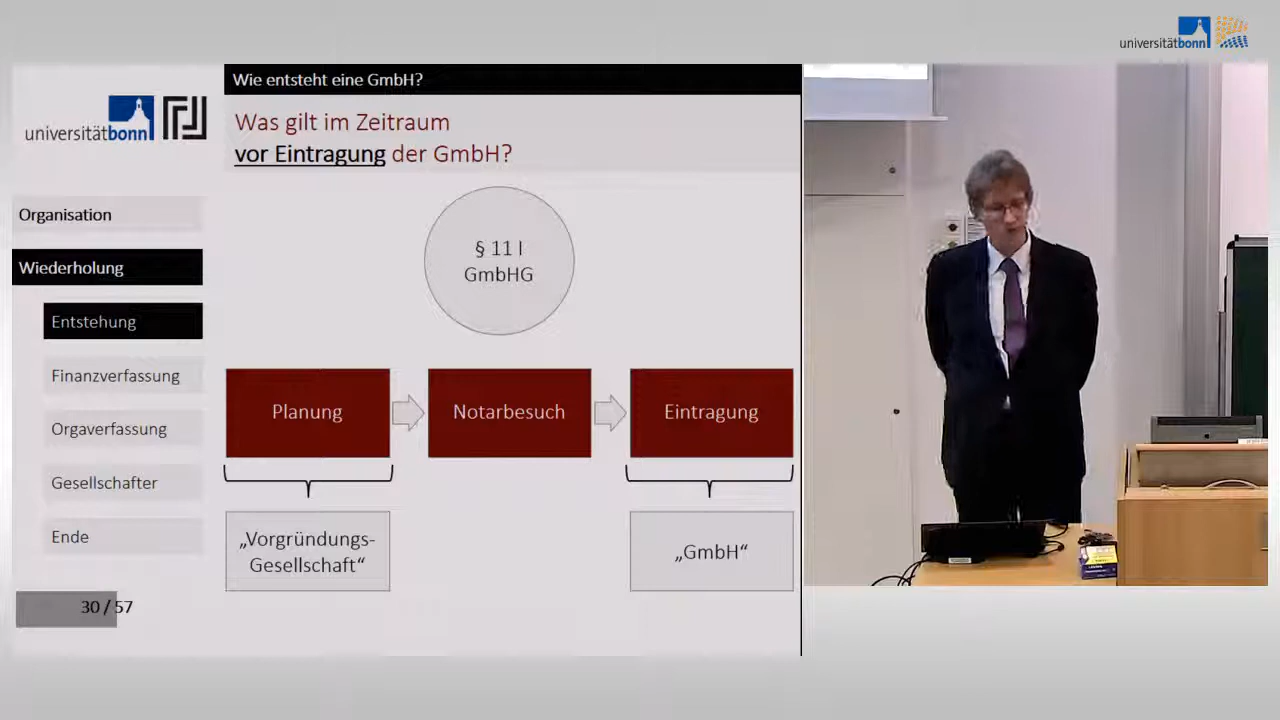 universitätbonn
Wie entsteht eine GmbH?
universitätbonn
Was gilt im Zeitraum
vor Eintragung der GmbH?
Organisation
Wiederholung
Entstehung
Finanzverfassung
Orgaverfassung
Gesellschafter
Ende
30 / 57
§ 11 I
GmbHG
Planung
Notarbesuch
Eintragung
„Vorgründungs-
Gesellschaft“
„GmbH“